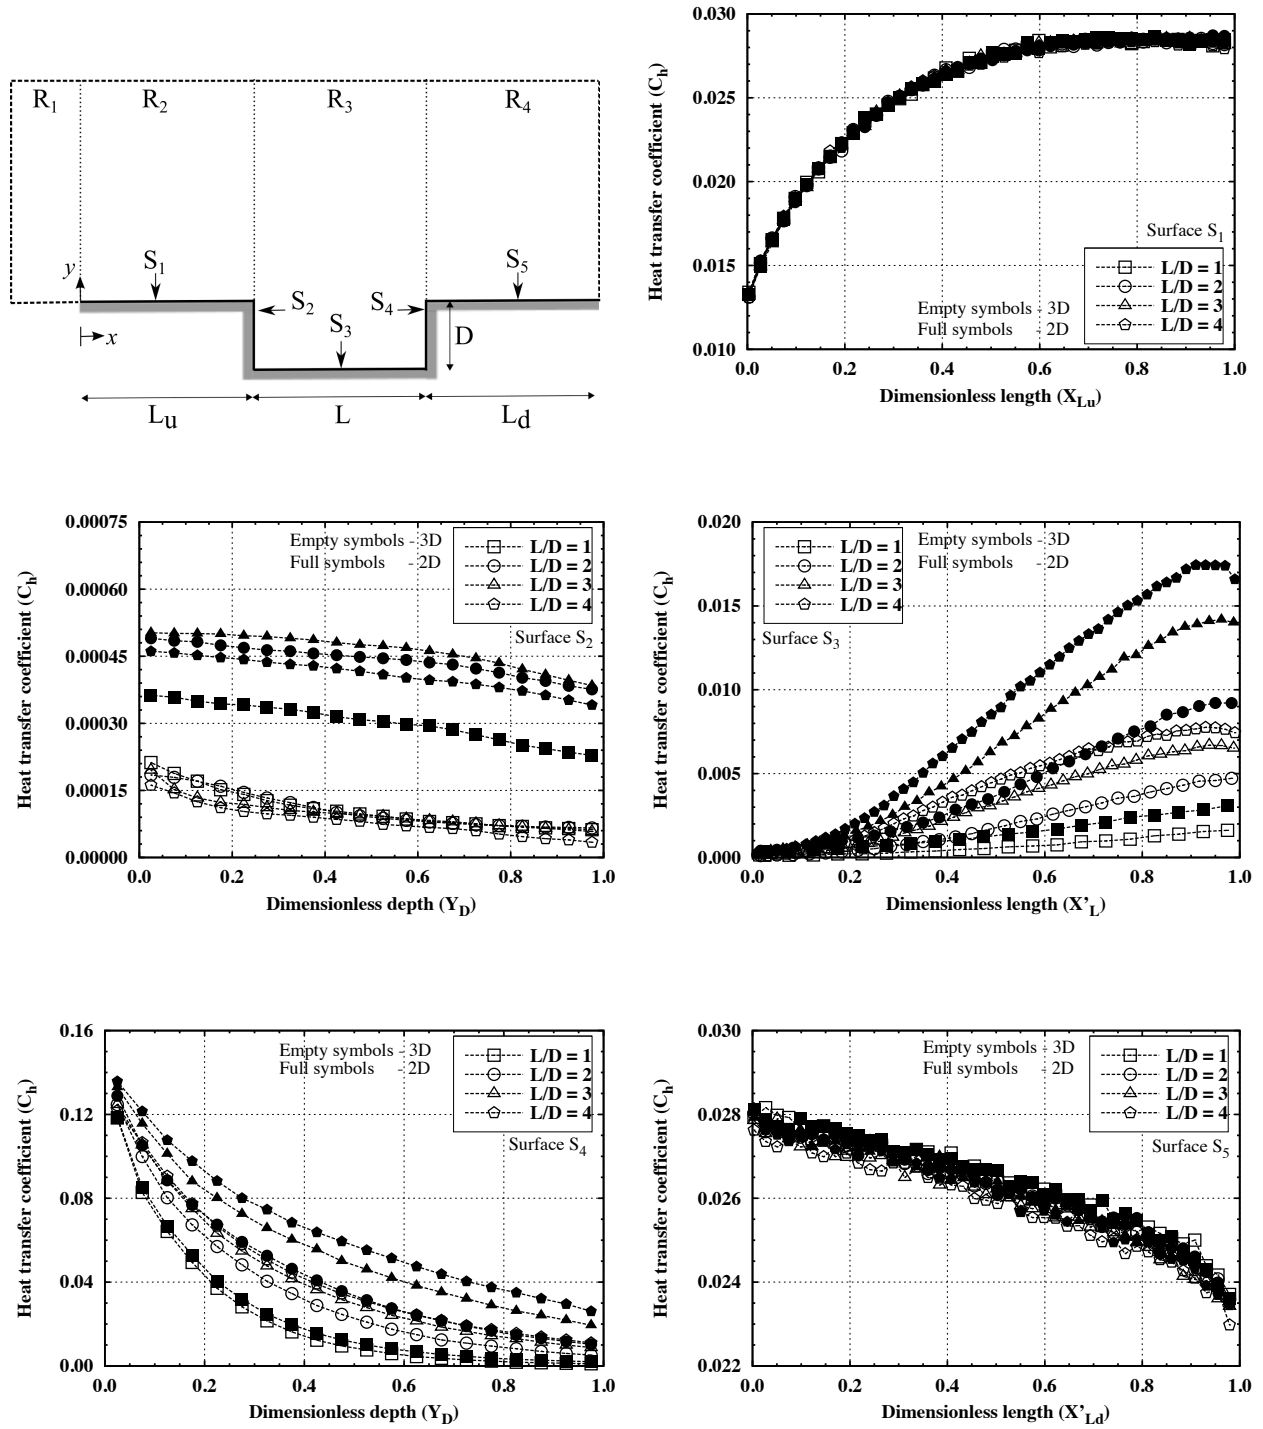 R1 R2 R3 R4
y S1 S5
S2 S4
S3
x D
Lu L Ld
Heat transfer coefficient (Ch)
0.030
0.025
0.020
0.015
0.010
Surface S1
L/D = 1
L/D = 2
L/D = 3
L/D = 4
Empty symbols - 3D
Full symbols - 2D
0.0 0.2 0.4 0.6 0.8 1.0
Dimensionless length (XLu)
Heat transfer coefficient (Ch)
0.00075
0.00060
0.00045
0.00030
0.00015
0.00000
Empty symbols - 3D
Full symbols - 2D
L/D = 1
L/D = 2
L/D = 3
L/D = 4
Surface S2
0.0 0.2 0.4 0.6 0.8 1.0
Dimensionless depth (YD)
Heat transfer coefficient (Ch)
0.020
0.015
0.010
0.005
0.000
L/D = 1
L/D = 2
L/D = 3
L/D = 4
Empty symbols - 3D
Full symbols - 2D
Surface S3
0.0 0.2 0.4 0.6 0.8 1.0
Dimensionless length (X'L)
Heat transfer coefficient (Ch)
0.16
0.12
0.08
0.04
0.00
Empty symbols - 3D
Full symbols - 2D
L/D = 1
L/D = 2
L/D = 3
L/D = 4
Surface S4
0.0 0.2 0.4 0.6 0.8 1.0
Dimensionless depth (YD)
Heat transfer coefficient (Ch)
0.030
0.028
0.026
0.024
0.022
Empty symbols - 3D
Full symbols - 2D
L/D = 1
L/D = 2
L/D = 3
L/D = 4
Surface S5
0.0 0.2 0.4 0.6 0.8 1.0
Dimensionless length (X'Ld)